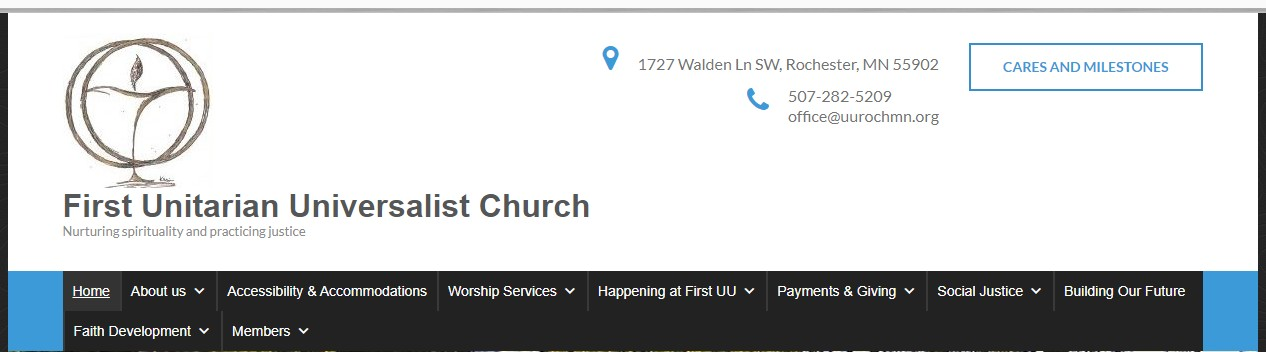 1727 Walden Ln SW, Rochester, MN 55902
CARES AND MILESTONES
507-282-5209
office@uurochmn.org
First Unitarian Universalist Church
Nurturing spirituality and practicing justice
Home About us Accessibility & Accommodations Worship Services Happening at First UU Payments & Giving Social Justice Building Our Future
Faith Development Members